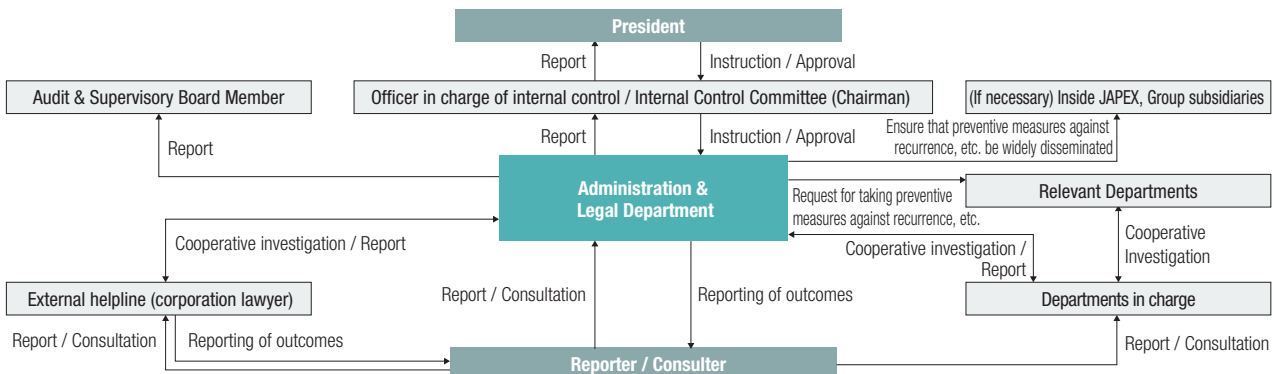 President
Report
Instruction / Approval
Audit & Supervisory Board Member
Officer in charge of internal control / Internal Control Committee (Chairman)
(If necessary) Inside JAPEX, Group subsidiaries
Report
Report
Instruction / Approval
Ensure that preventive measures against
recurrence, etc. be widely disseminated
Administration &
Legal Department
Request for taking preventive
measures against recurrence, etc.
Relevant Departments
Cooperative investigation / Report
Cooperative investigation /
Report
Cooperative
Investigation
External helpline (corporation lawyer)
Report / Consultation
Reporting of outcomes
Departments in charge
Report / Consultation
Reporting of outcomes
Report / Consultation
Reporter / Consulter